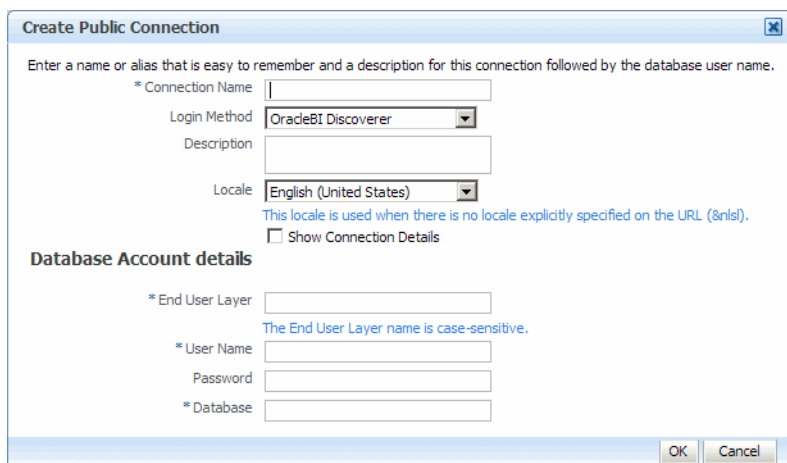 Create Public Connection
Enter a name or alias that is easy to remember and a description for this connection followed by the database user name.
* Connection Name
Login Method OracleBI Discoverer
Description
Locale English (United States)
This locale is used when there is no locale explicitly specified on the URL (&nlsl).
Show Connection Details
Database Account details
* End User Layer
The End User Layer name is case-sensitive.
* User Name
Password
* Database
OK Cancel